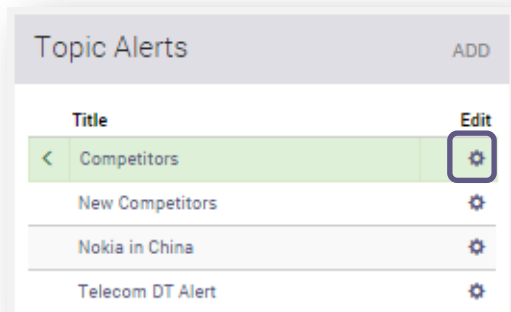 Topic Alerts ADD
Title Edit
Competitors
New Competitors
Nokia in China
Telecom DT Alert